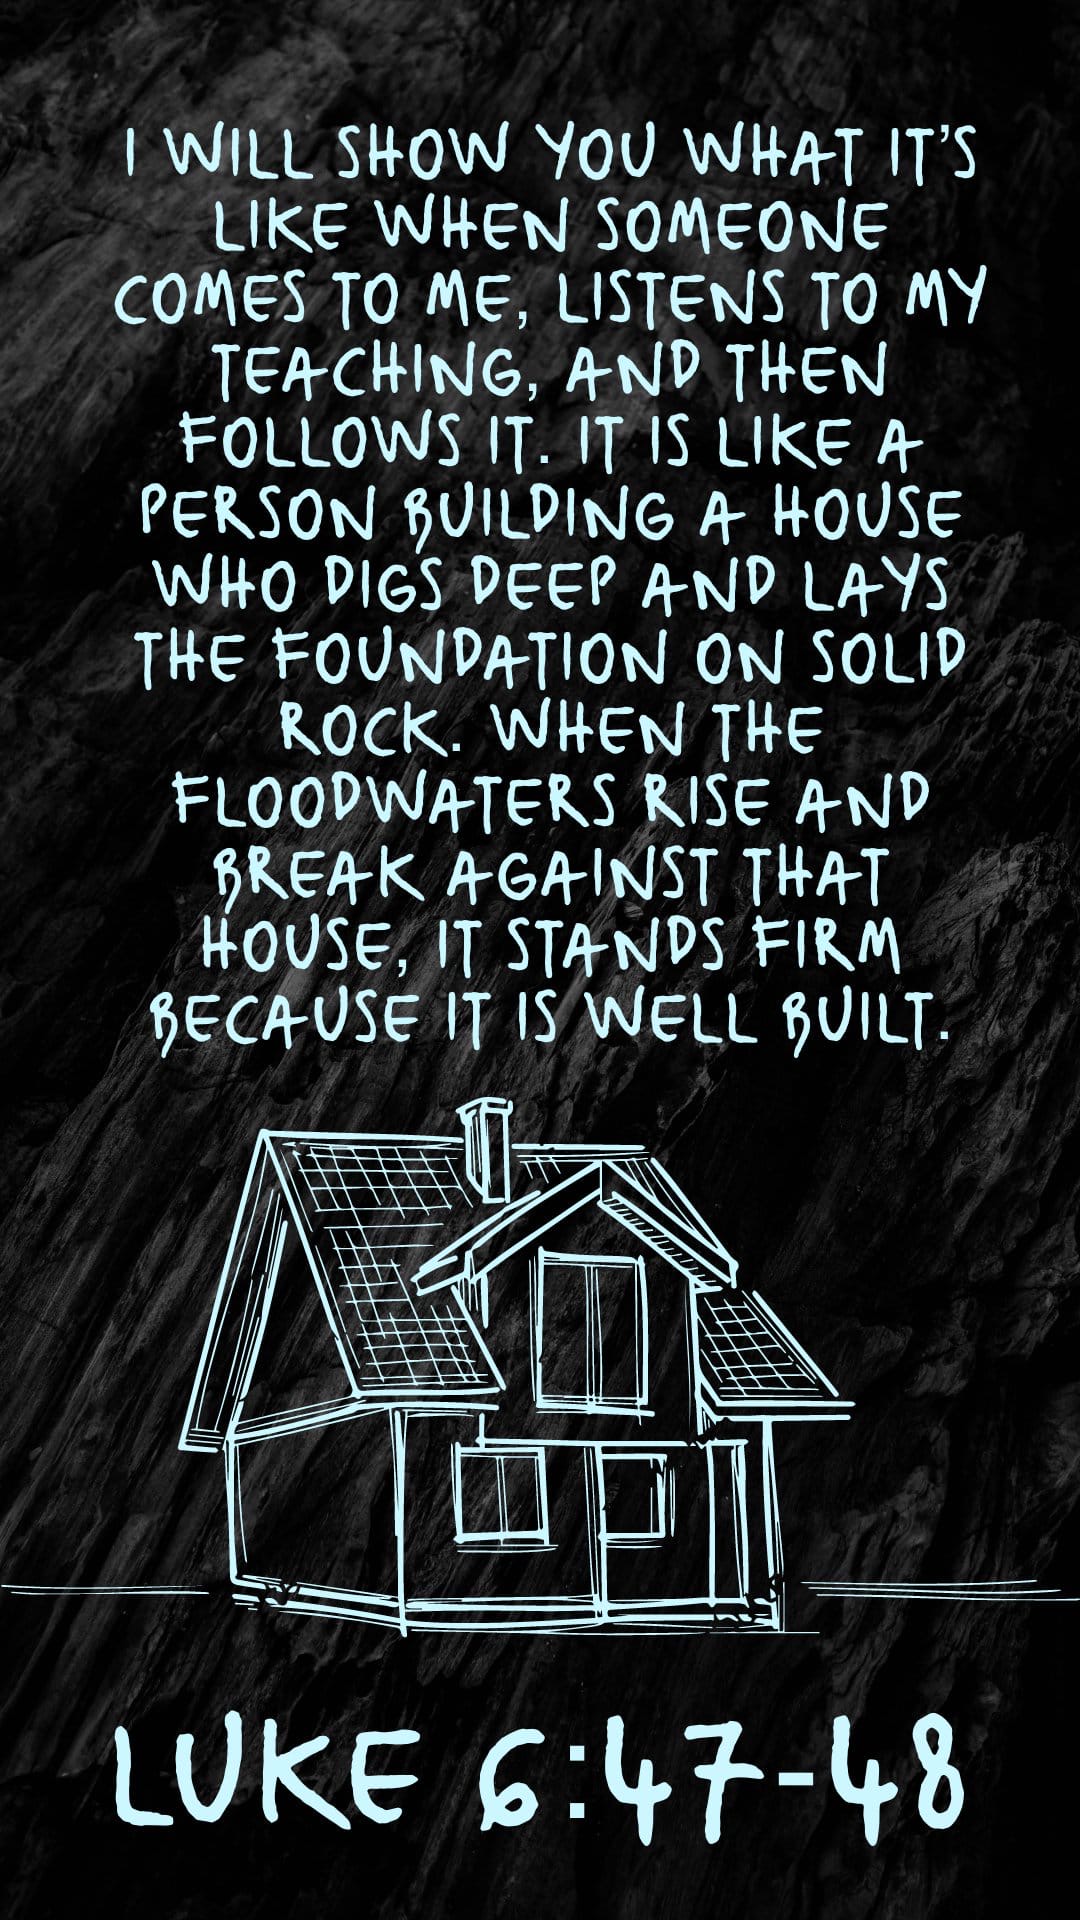 I WILL SHOW YOU WHAT IT'S
LIKE WHEN SOMEONE
COMES TO ME, LISTENS TO MY
TEACHING, AND THEN
FOLLOWS IT. IT IS LIKE A
PERSON BUILDING A HOUSE
WHO DIGS DEEP AND LAYS
THE FOUNDATION ON SOLID
ROCK. WHEN THE
FLOODWATERS RISE AND
BREAK AGAINST THAT
HOUSE, IT STANDS FIRM
BECAUSE IT IS WELL BUILT.
LUKE 6:47-48